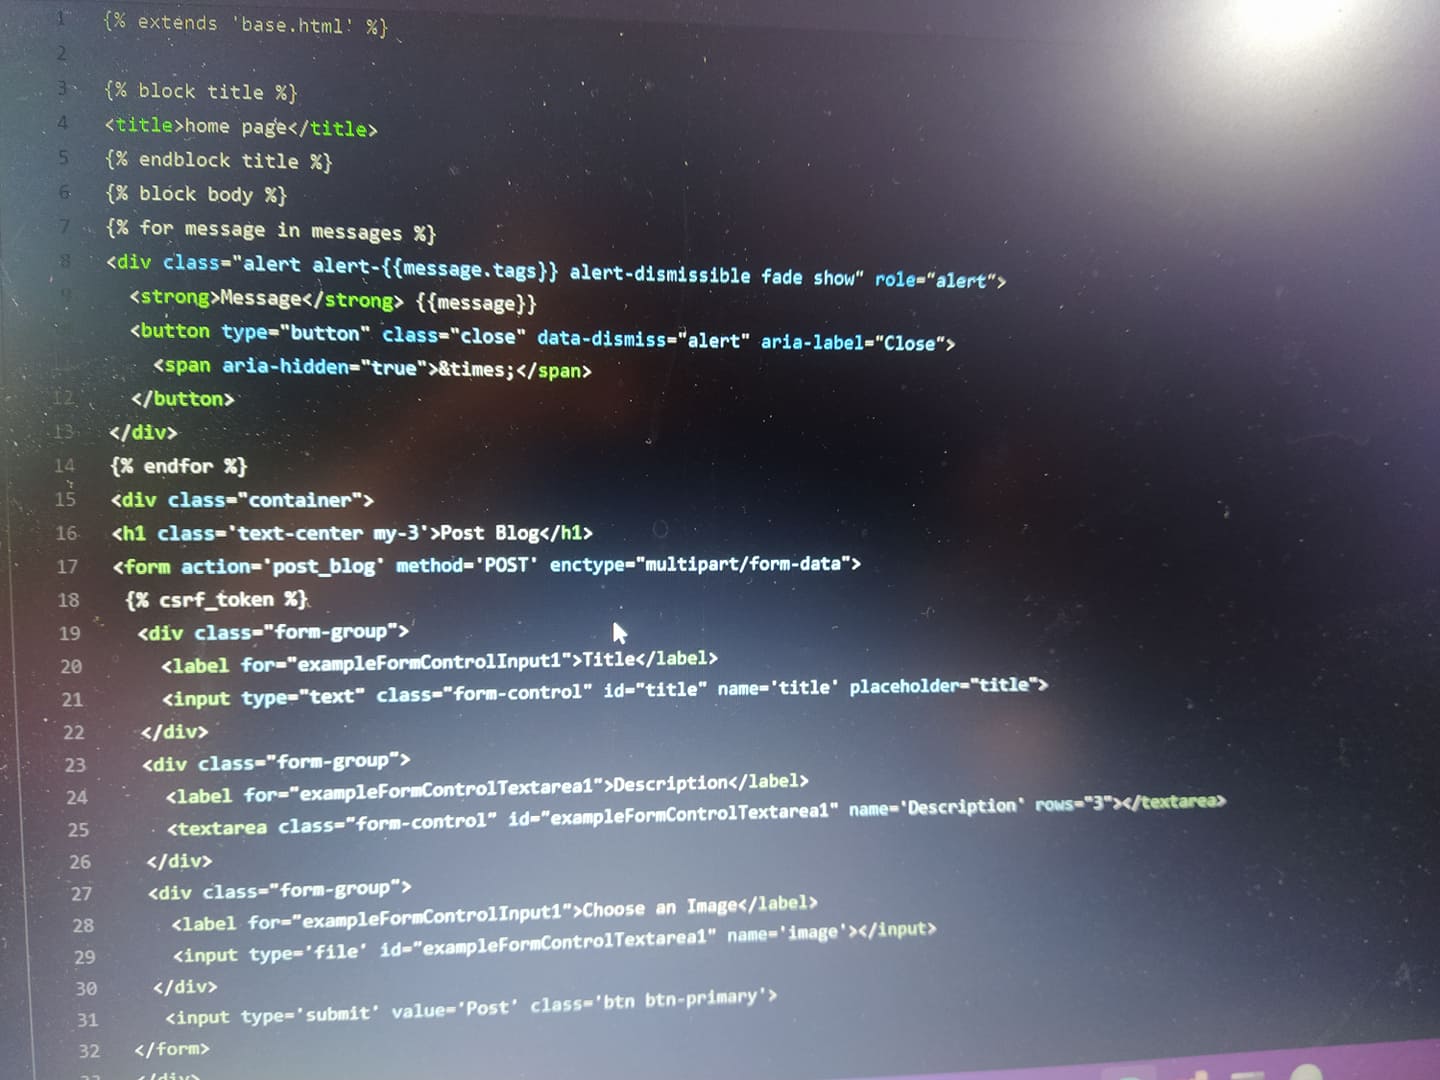 1 {% extends 'base.html' %}
2
3 {% block title %}
4 <title>home page</title>
5 {% endblock title %}
6 {% block body %}
7 {% for message in messages %}
8 <div class="alert alert-{{message.tags}} alert-dismissible fade show" role="alert">
9 <strong>Message</strong> {{message}}
<button type="button" class="close" data-dismiss="alert" aria-label="Close">
<span aria-hidden="true">&times;</span>
12 </button>
13 </div>
14 {% endfor %}
15 <div class="container">
16 <h1 class='text-center my-3'>Post Blog</h1>
17 <form action='post_blog' method='POST' enctype="multipart/form-data">
18 {% csrf_token %}
19 <div class="form-group">
20 <label for="exampleFormControlInput1">Title</label>
21 <input type="text" class="form-control" id="title" name='title' placeholder="title">
22 </div>
23 <div class="form-group">
24 <label for="exampleFormControlTextarea1">Description</label>
25 <textarea class="form-control" id="exampleFormControlTextarea1" name='Description' rows="3"></textarea>
26 </div>
27 <div class="form-group">
28 <label for="exampleFormControlInput1">Choose an Image</label>
29 <input type='file' id="exampleFormControlTextarea1" name='image'></input>
30 </div>
31 <input type='submit' value='Post' class='btn btn-primary'>
32 </form>
</div>